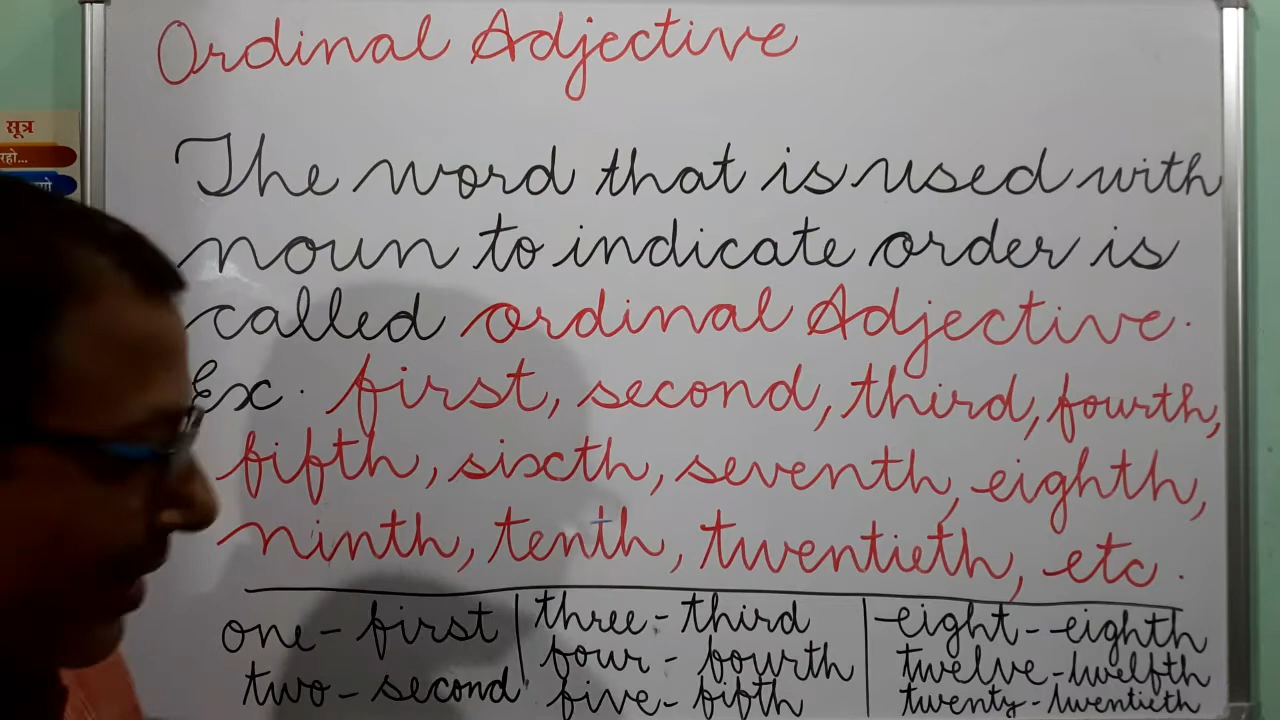 Ordinal Adjective
सूत्र
रहो...
The word that is used with
noun to indicate order is
called ordinal Adjective.
Ex. first, second, third, fourth,
fifth, sixth, seventh, eighth,
ninth, tenth, twentieth, etc.
one - first
two - second
three - third
four - fourth
five - fifth
eight - eighth
twelve - twelfth
twenty - twentieth